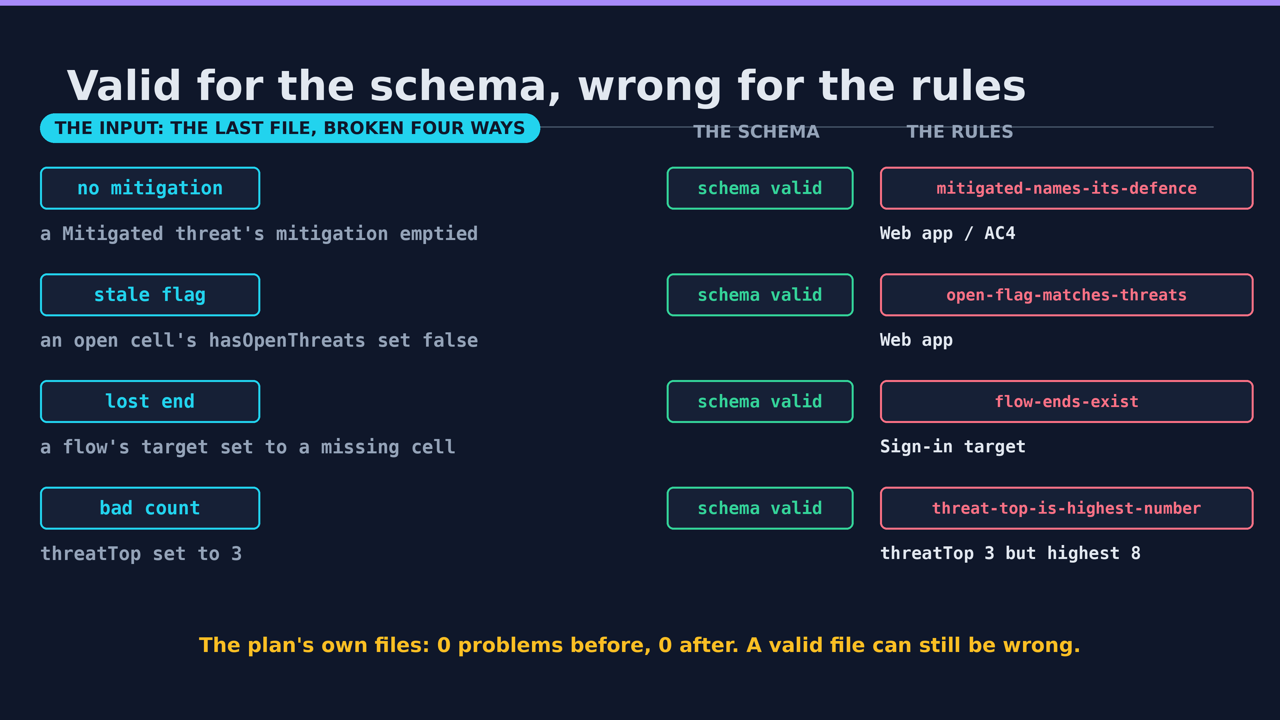 Valid for the schema, wrong for the rules
THE INPUT: THE LAST FILE, BROKEN FOUR WAYS
THE SCHEMA
THE RULES
no mitigation
schema valid
mitigated-names-its-defence
a Mitigated threat's mitigation emptied
Web app / AC4
stale flag
schema valid
open-flag-matches-threats
an open cell's hasOpenThreats set false
Web app
lost end
schema valid
flow-ends-exist
a flow's target set to a missing cell
Sign-in target
bad count
schema valid
threat-top-is-highest-number
threatTop set to 3
threatTop 3 but highest 8
The plan's own files: 0 problems before, 0 after. A valid file can still be wrong.